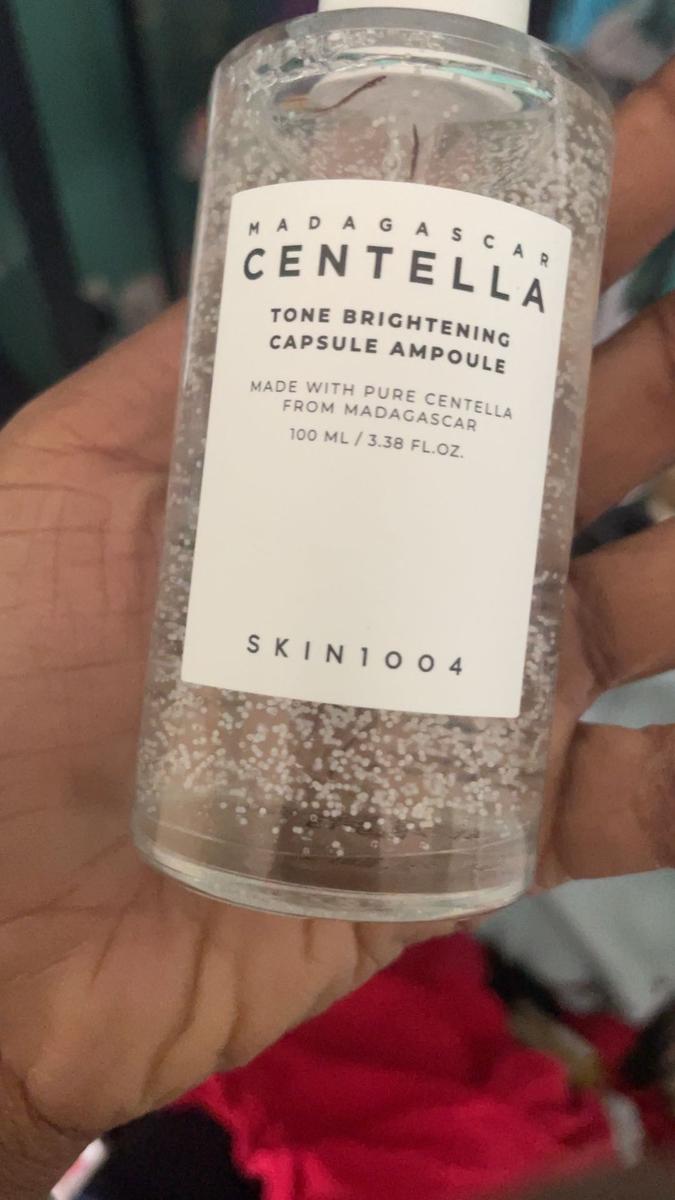 MADAGASCAR
CENTELLA
TONE BRIGHTENING
CAPSULE AMPOULE
MADE WITH PURE CENTELLA
FROM MADAGASCAR
100 ML / 3.38 FL.OZ.
SKIN1004